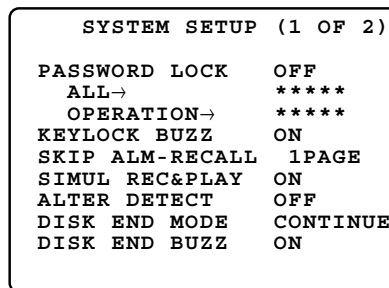 SYSTEM SETUP (1 OF 2)
PASSWORD LOCK OFF
ALL→ *****
OPERATION→ *****
KEYLOCK BUZZ ON
SKIP ALM-RECALL 1PAGE
SIMUL REC&PLAY ON
ALTER DETECT OFF
DISK END MODE CONTINUE
DISK END BUZZ ON